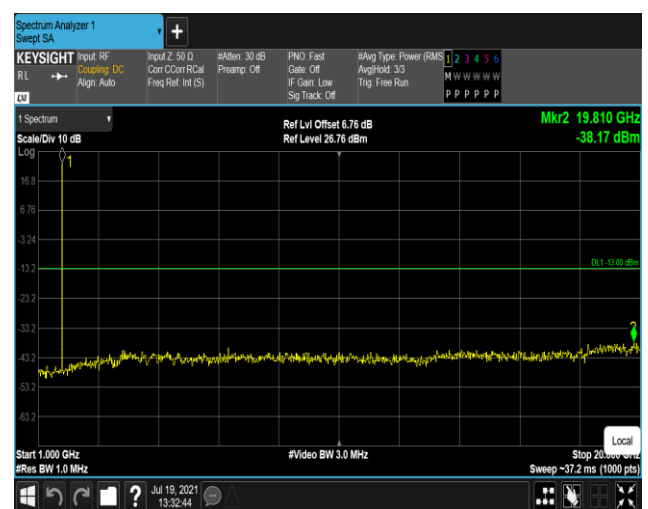 Spectrum Analyzer 1
Swept SA
KEYSIGHT
RL
LXI
Input: RF
Coupling: DC
Align: Auto
Input Z: 50 Ω
Corr CCorr RCal
Freq Ref: Int (S)
#Atten: 30 dB
Preamp: Off
PNO: Fast
Gate: Off
IF Gain: Low
Sig Track: Off
#Avg Type: Power (RMS
Avg|Hold: 3/3
Trig: Free Run
1 2 3 4 5 6
M W W W W W
P P P P P P
1 Spectrum
Scale/Div 10 dB
Log
Ref Lvl Offset 6.76 dB
Ref Level 26.76 dBm
Mkr2 19.810 GHz
-38.17 dBm
1
16.8
6.76
-3.24
-13.2
DL1 -13.00 dBm
-23.2
-33.2
-43.2
-53.2
-63.2
Local
Start 1.000 GHz
#Res BW 1.0 MHz
#Video BW 3.0 MHz
Stop 20.000 GHz
Sweep ~37.2 ms (1000 pts)
?
Jul 19, 2021
13:32:44